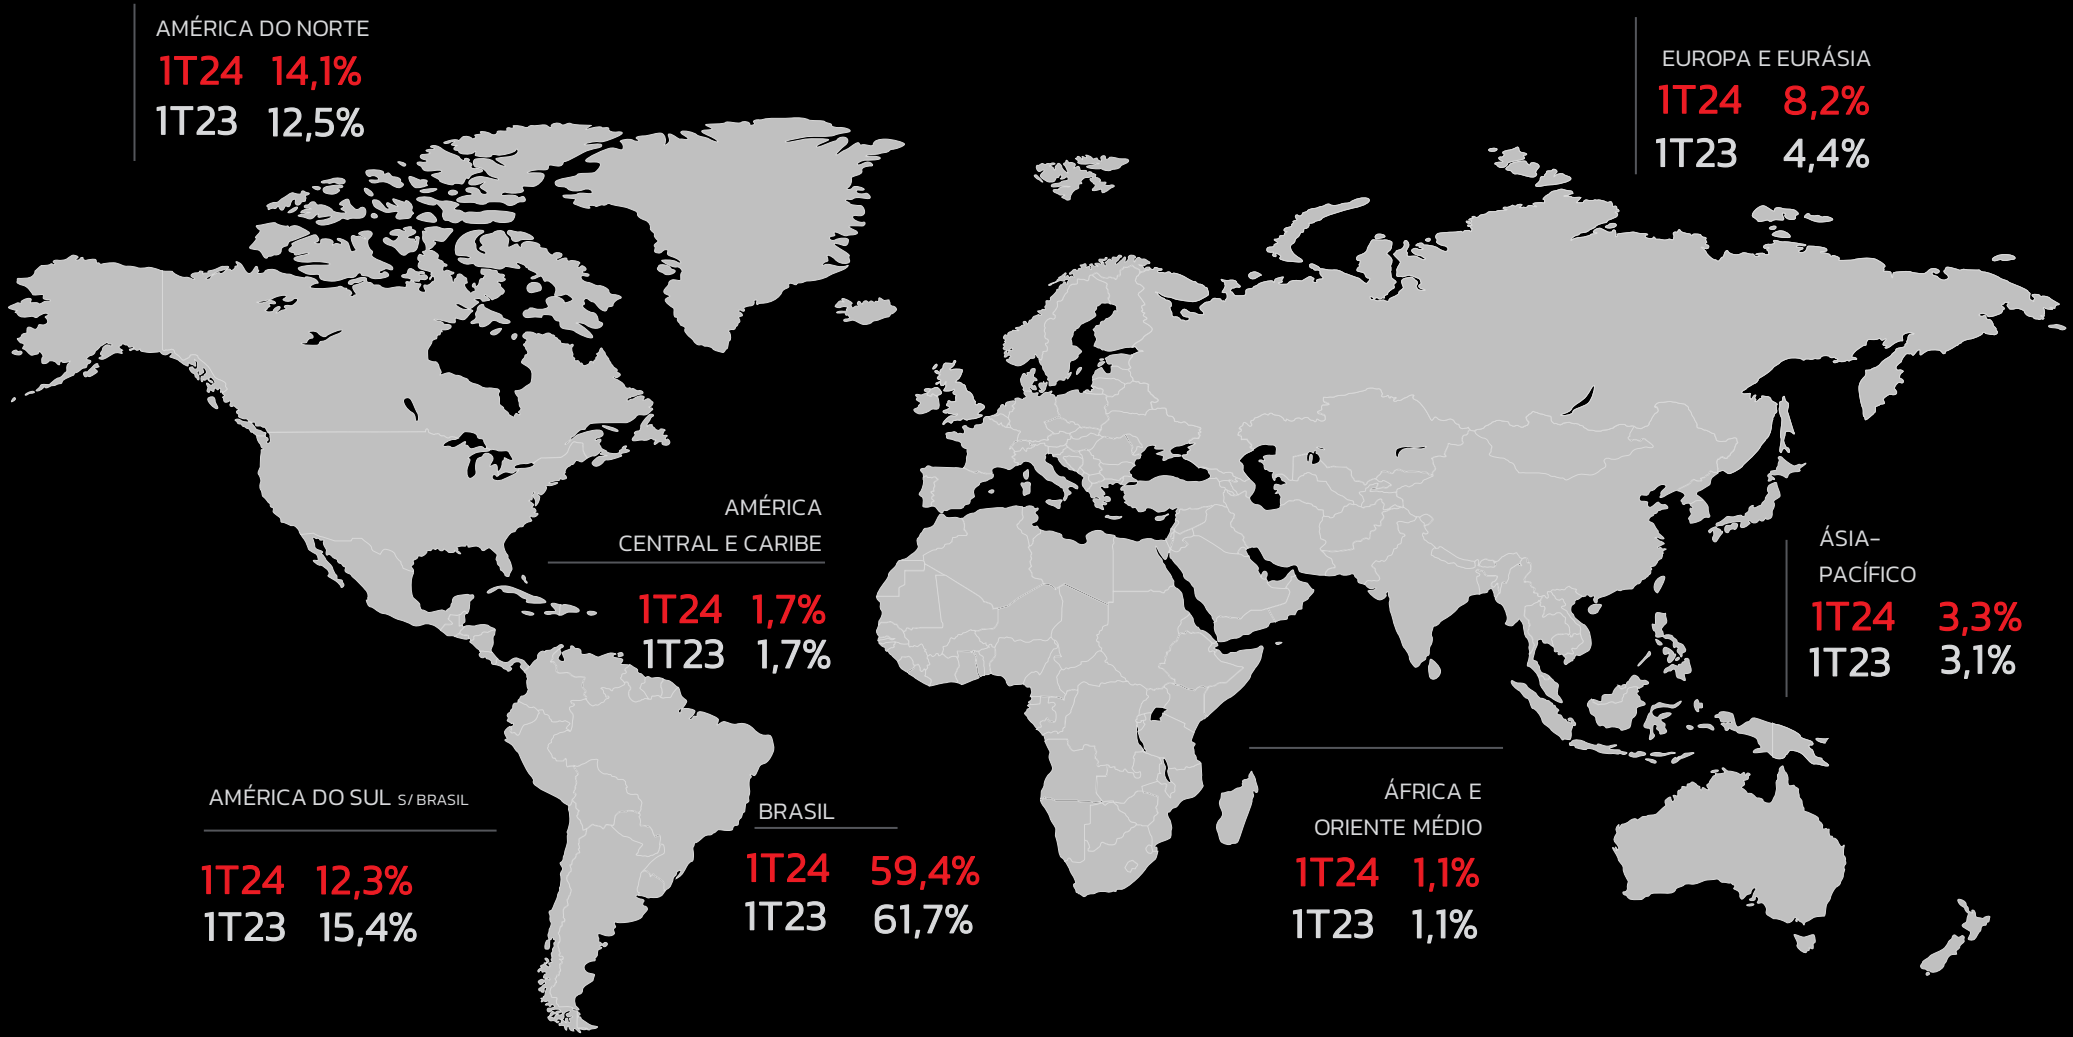 AMÉRICA DO NORTE
1T24 14,1%
1T23 12,5%
EUROPA E EURÁSIA
1T24 8,2%
1T23 4,4%
AMÉRICA
CENTRAL E CARIBE
1T24 1,7%
1T23 1,7%
ÁSIA-
PACÍFICO
1T24 3,3%
1T23 3,1%
AMÉRICA DO SUL S/ BRASIL
1T24 12,3%
1T23 15,4%
BRASIL
1T24 59,4%
1T23 61,7%
ÁFRICA E
ORIENTE MÉDIO
1T24 1,1%
1T23 1,1%